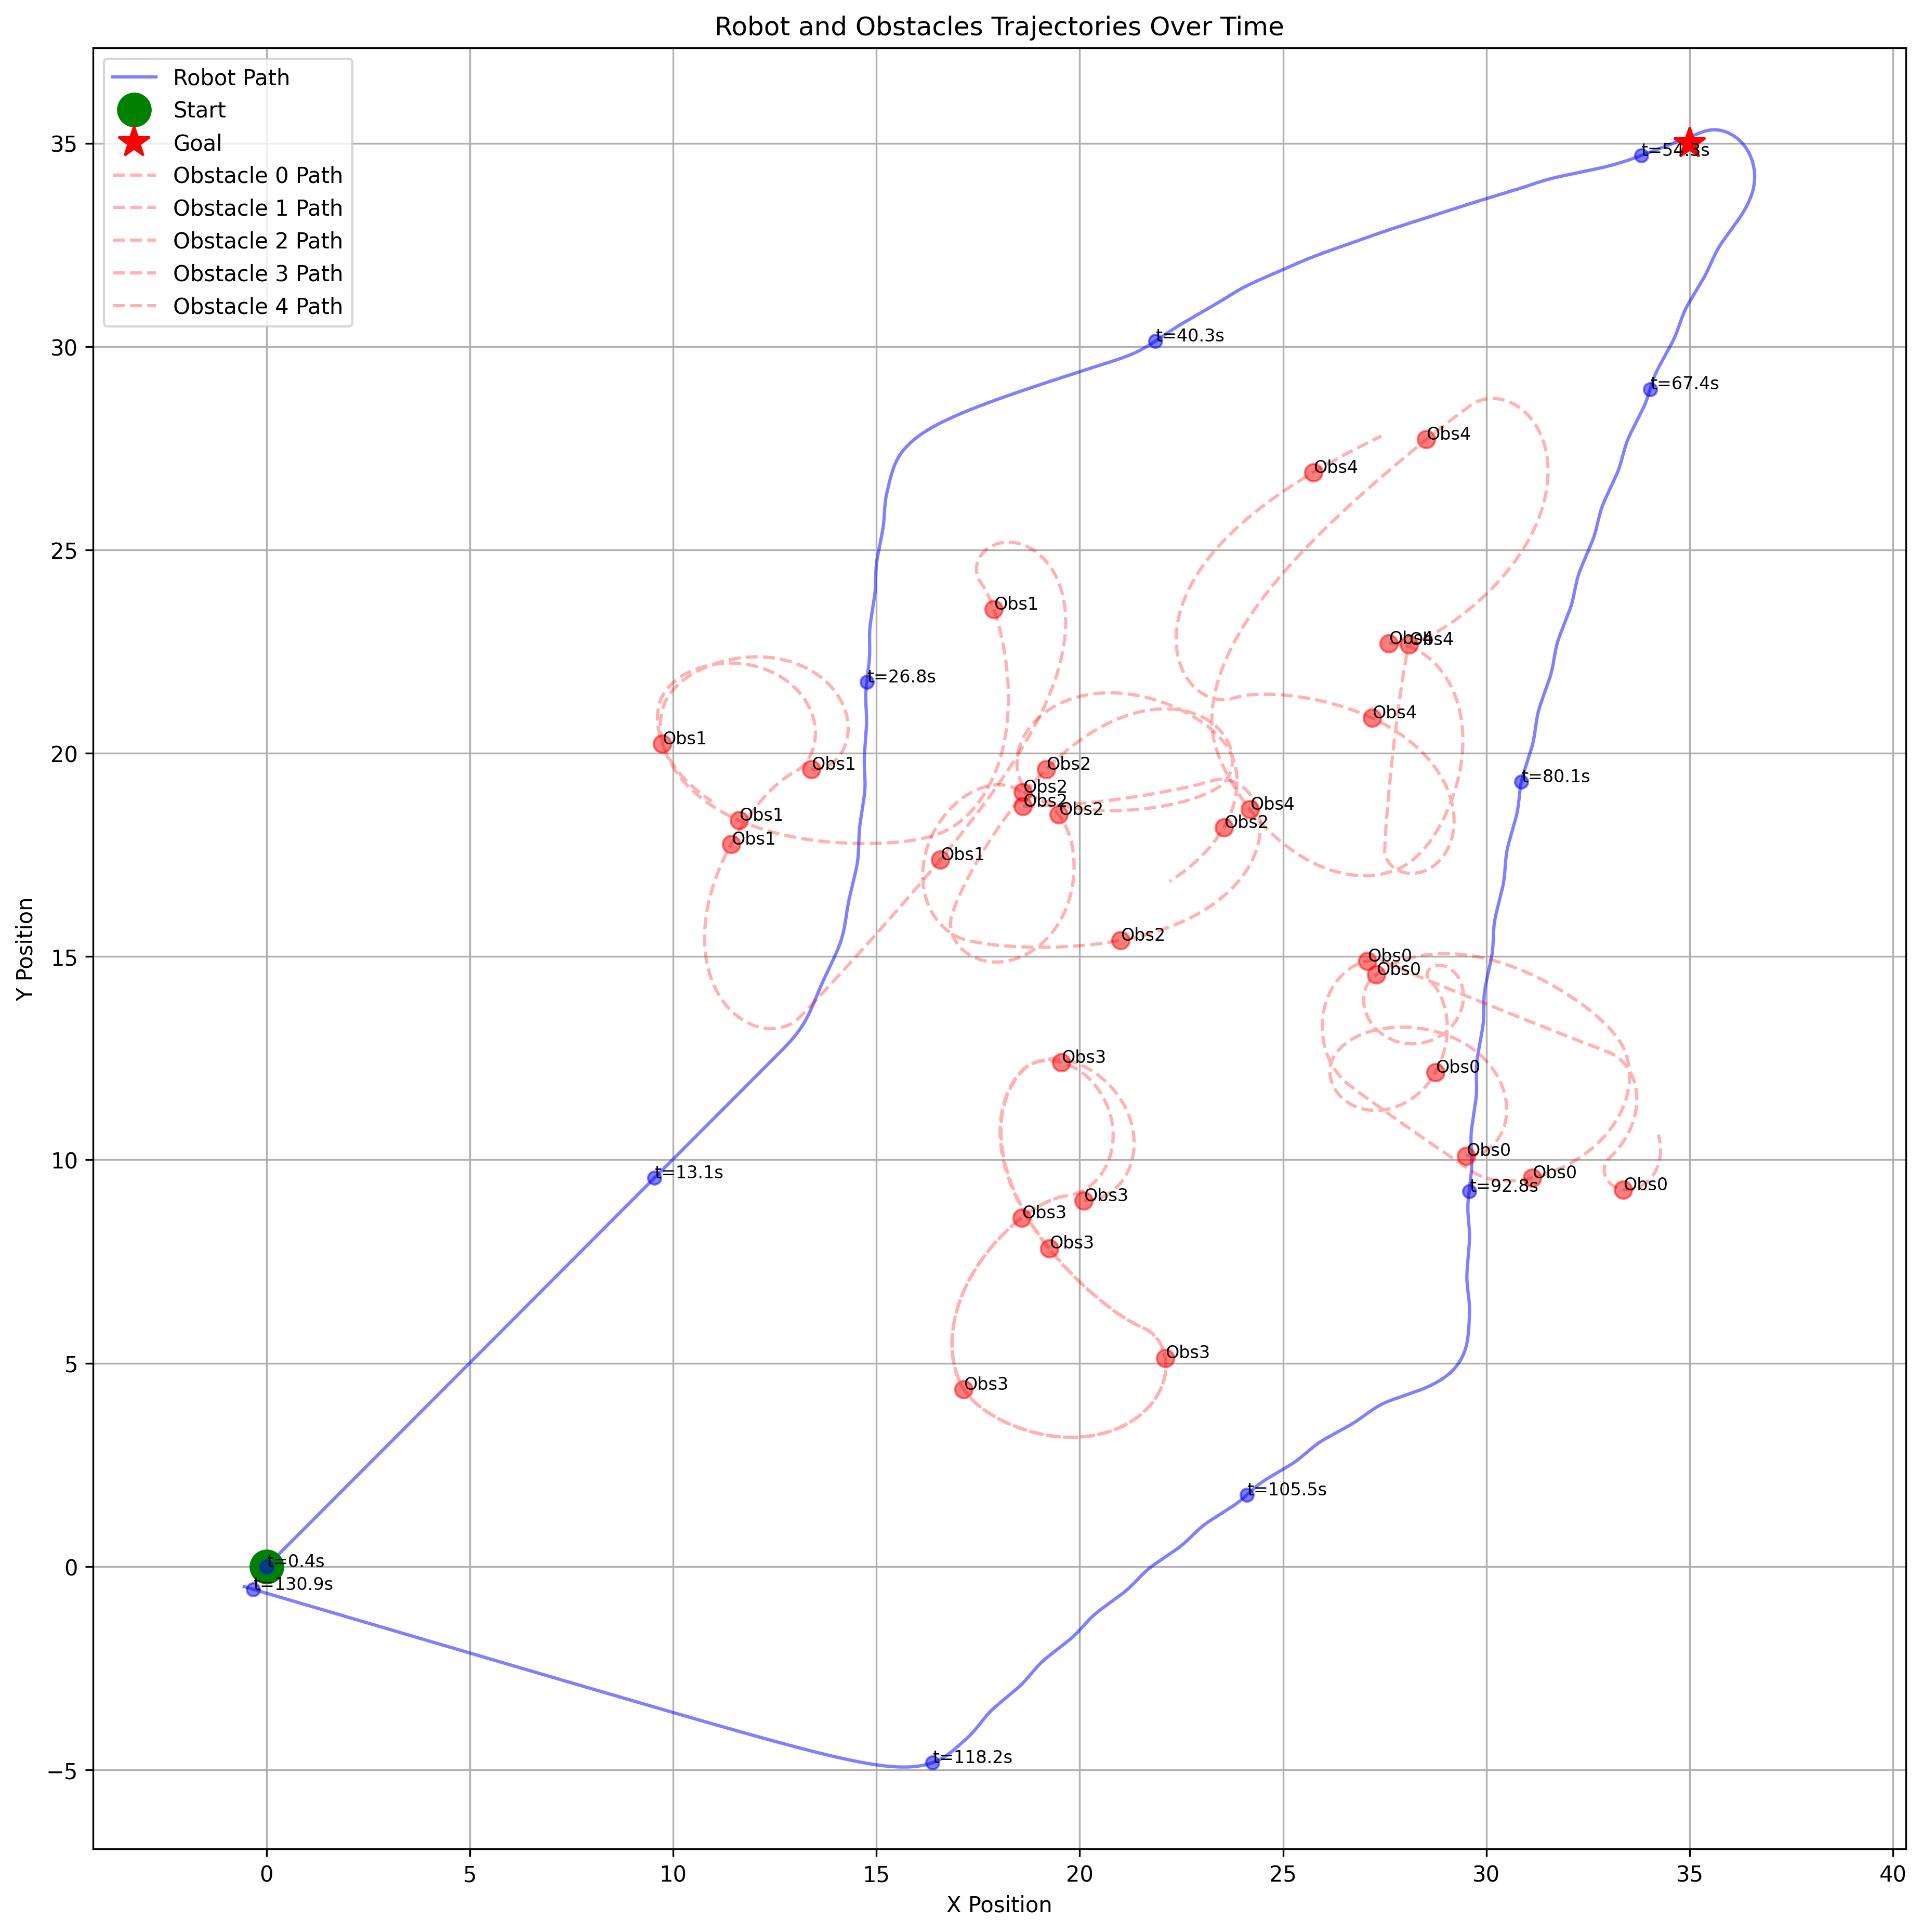 Robot and Obstacles Trajectories Over Time
Robot Path
Start
Goal
Obstacle 0 Path
Obstacle 1 Path
Obstacle 2 Path
Obstacle 3 Path
Obstacle 4 Path
Y Position
35
30
25
20
15
10
5
0
−5
t=54.3s
t=40.3s
t=67.4s
Obs4
Obs4
Obs1
Obs4
Obs4
t=26.8s
Obs4
Obs1
Obs1
Obs2
t=80.1s
Obs2
Obs2
Obs2
Obs4
Obs1
Obs2
Obs1
Obs1
Obs2
Obs0
Obs0
Obs3
Obs0
Obs0
t=13.1s
Obs0
t=92.8s
Obs0
Obs3
Obs3
Obs3
Obs3
Obs3
t=105.5s
t=0.4s
t=130.9s
t=118.2s
0
5
10
15
20
25
30
35
40
X Position